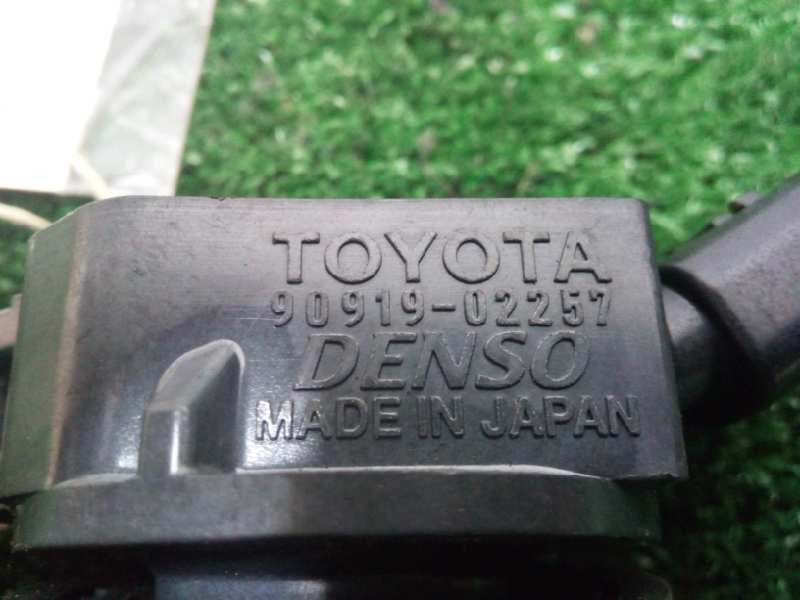 TOYOTA
90919-02257
DENSO
MADE IN JAPAN